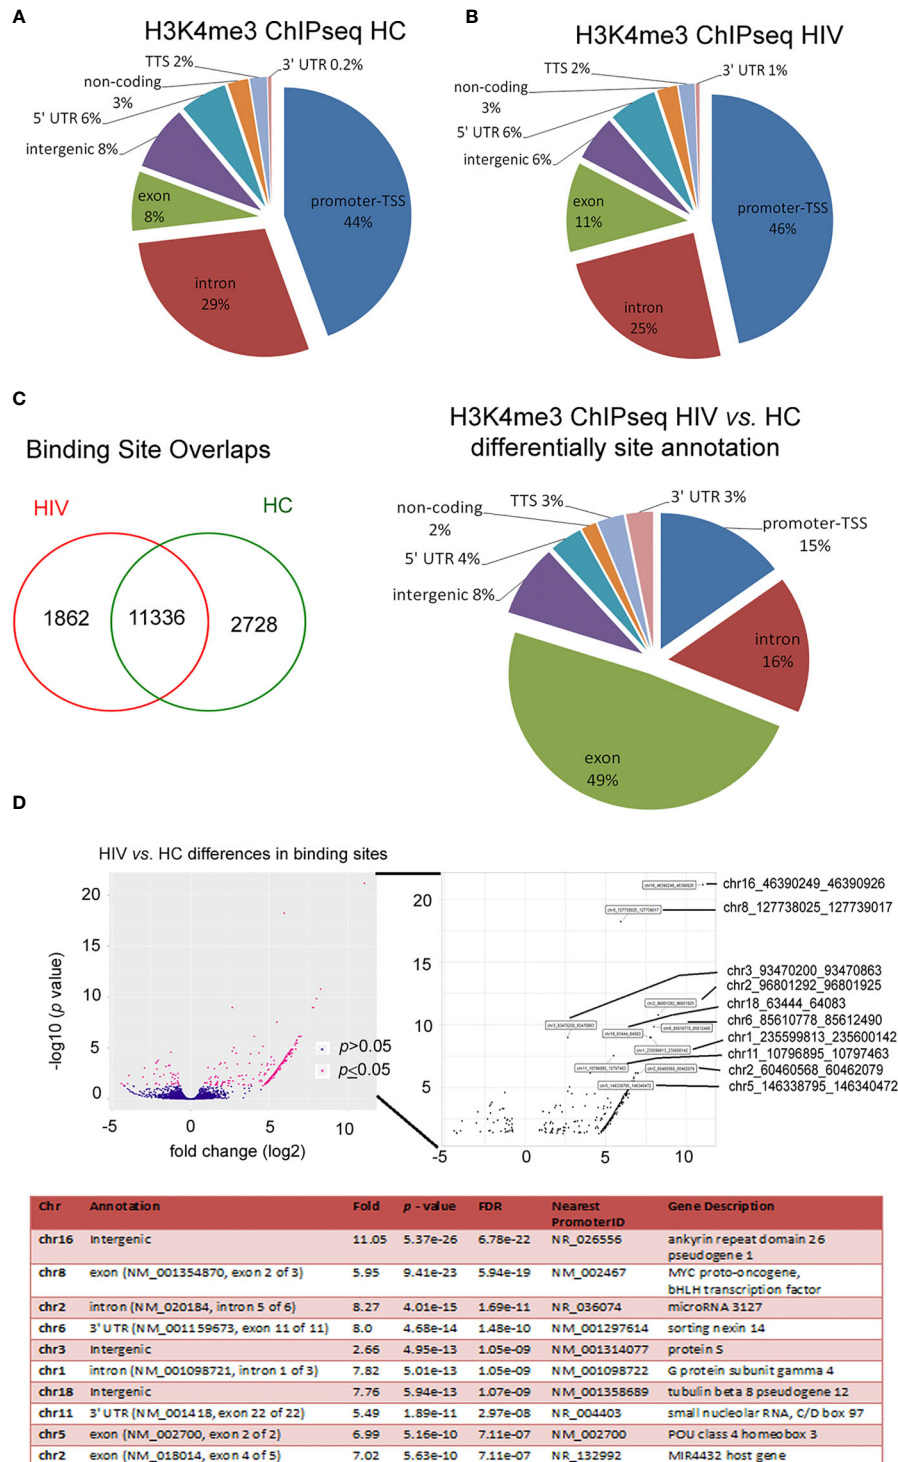 A
H3K4me3 ChIPseq HC
TTS 2%
3' UTR 0.2%
non-coding
3%
5' UTR 6%
intergenic 8%
exon
8%
promoter-TSS
44%
intron
29%
B
H3K4me3 ChIPseq HIV
TTS 2%
3' UTR 1%
non-coding
3%
5' UTR 6%
intergenic 6%
exon
11%
promoter-TSS
46%
intron
25%
C
Binding Site Overlaps
HIV
HC
1862
11336
2728
H3K4me3 ChIPseq HIV vs. HC
differentially site annotation
TTS 3%
3' UTR 3%
non-coding
2%
promoter-TSS
15%
5' UTR 4%
intergenic 8%
intron
16%
exon
49%
D
HIV vs. HC differences in binding sites
-log10 (p value)
20
15
10
5
0
p>0.05
p≤0.05
-5
0
5
10
fold change (log2)
20
15
10
5
-5
0
5
10
chr16_46390249_46390926
chr8_127738025_127739017
chr3_93470200_93470863
chr2_96801292_96801925
chr18_63444_64083
chr6_85610778_85612490
chr1_235599813_235600142
chr11_10796895_10797463
chr2_60460568_60462079
chr5_146338795_146340472
chr16_46390249_46390926
chr8_127738025_127739017
chr3_93470200_93470863
chr2_96801292_96801925
chr18_63444_64083
chr6_85610778_85612490
chr1_235599813_235600142
chr11_10796895_10797463
chr2_60460568_60462079
chr5_146338795_146340472
Chr Annotation Fold p - value FDR Nearest PromoterID Gene Description
chr16 Intergenic 11.05 5.37e-26 6.78e-22 NR_026556 ankyrin repeat domain 26 pseudogene 1
chr8 exon (NM_001354870, exon 2 of 3) 5.95 9.41e-23 5.94e-19 NM_002467 MYC proto-oncogene, bHLH transcription factor
chr2 intron (NM_020184, intron 5 of 6) 8.27 4.01e-15 1.69e-11 NR_036074 microRNA 3127
chr6 3' UTR (NM_001159673, exon 11 of 11) 8.0 4.68e-14 1.48e-10 NM_001297614 sorting nexin 14
chr3 Intergenic 2.66 4.95e-13 1.05e-09 NM_001314077 protein S
chr1 intron (NM_001098721, intron 1 of 3) 7.82 5.01e-13 1.05e-09 NM_001098722 G protein subunit gamma 4
chr18 Intergenic 7.76 5.94e-13 1.07e-09 NM_001358689 tubulin beta 8 pseudogene 12
chr11 3' UTR (NM_001418, exon 22 of 22) 5.49 1.89e-11 2.97e-08 NR_004403 small nucleolar RNA, C/D box 97
chr5 exon (NM_002700, exon 2 of 2) 6.99 5.16e-10 7.11e-07 NM_002700 POU class 4 homeobox 3
chr2 exon (NM_018014, exon 4 of 5) 7.02 5.63e-10 7.11e-07 NR_132992 MIR4432 host gene